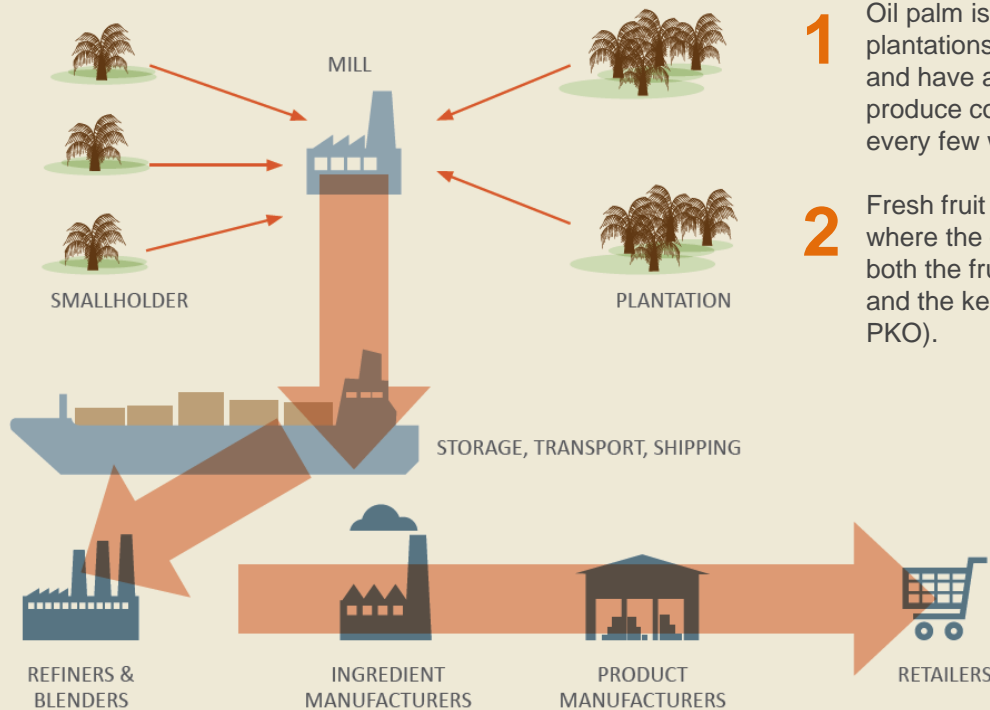 MILL
SMALLHOLDER
PLANTATION
STORAGE, TRANSPORT, SHIPPING
REFINERS &
BLENDERS
INGREDIENT
MANUFACTURERS
PRODUCT
MANUFACTURERS
RETAILERS
1
Oil palm is
plantations
and have a
produce co
every few
2
Fresh fruit
where the
both the fru
and the ke
PKO).